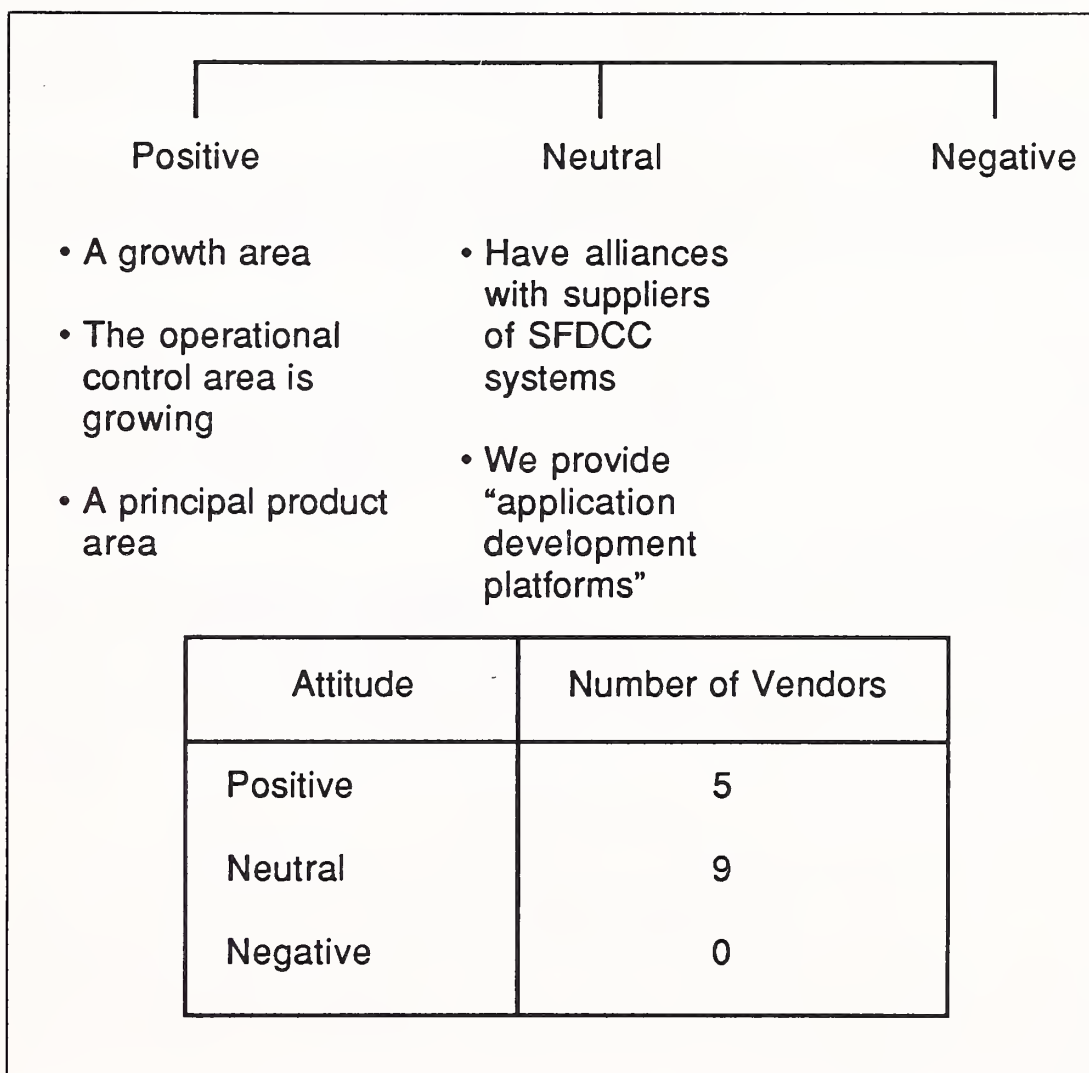 Positive
Neutral
Negative
• A growth area
• The operational
control area is
growing
• A principal product
area
• Have alliances
with suppliers
of SFDCC
systems
• We provide
“application
development
platforms”
Attitude
Number of Vendors
Positive
5
Neutral
9
Negative
0